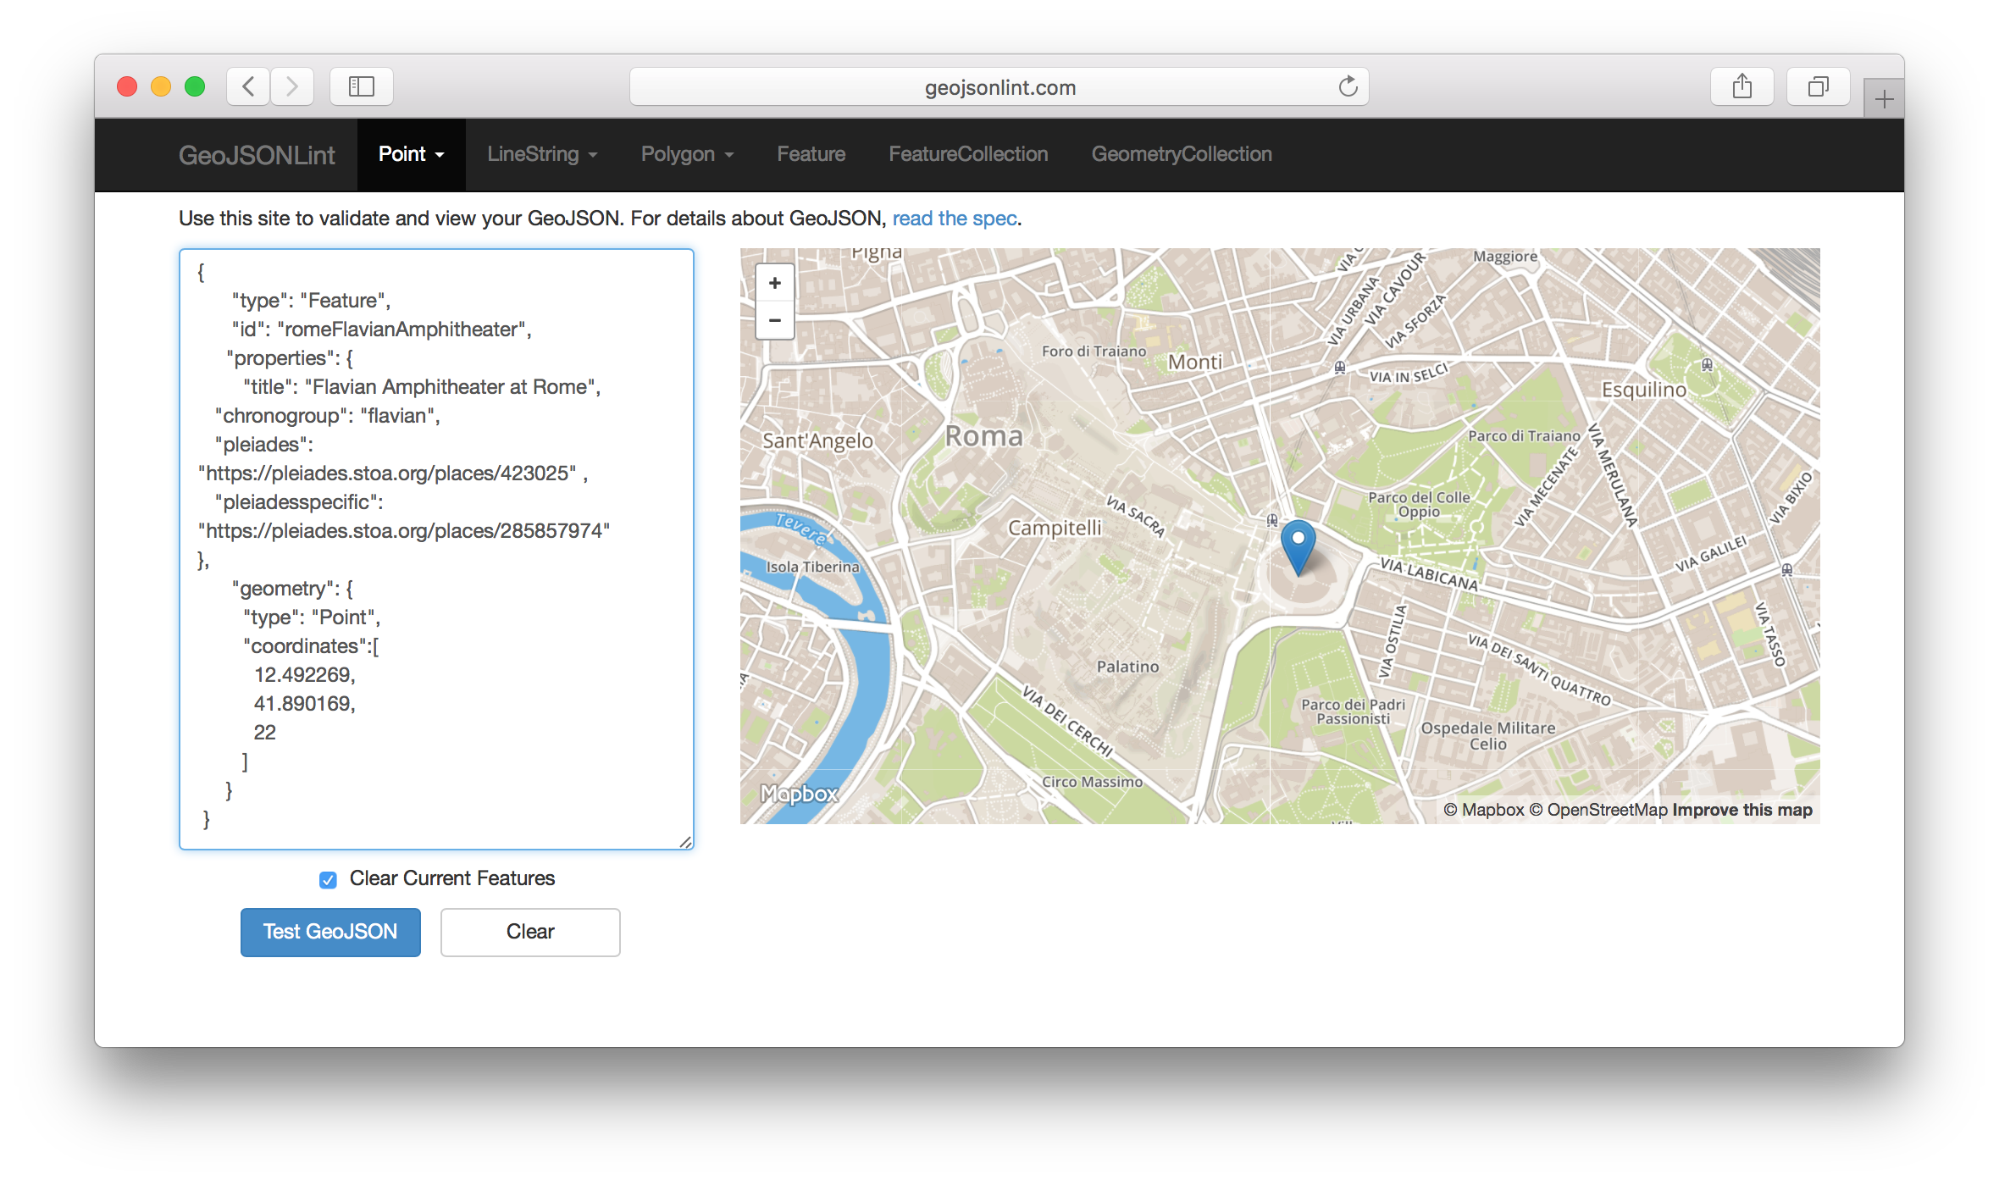 geojsonlint.com
GeoJSONLint Point LineString Polygon Feature FeatureCollection GeometryCollection
Use this site to validate and view your GeoJSON. For details about GeoJSON, read the spec.
{
"type": "Feature",
"id": "romeFlavianAmphitheater",
"properties": {
"title": "Flavian Amphitheater at Rome",
"chronogroup": "flavian",
"pleiades":
"https://pleiades.stoa.org/places/423025" ,
"pleiadesspecific":
"https://pleiades.stoa.org/places/285857974"
},
"geometry": {
"type": "Point",
"coordinates":[
12.492269,
41.890169,
22
]
}
}
Clear Current Features
Test GeoJSON Clear
+
−
Pigna
Maggiore
VIA URBANA
VIA CAVOUR
VIA SFORZA
Foro di Traiano
Monti
VIA IN SELCI
Esquilino
Sant'Angelo
Roma
Parco di Traiano
VIA MERULANA
VIA MECENATE
VIA BIXIO
Parco del Colle
Oppio
VIA SACRA
Campitelli
Tevere
Isola Tiberina
VIA LABICANA
VIA GALILEI
VIA OSTILIA
VIA TASSO
VIA DEI SANTI QUATTRO
Palatino
VIA DEI CERCHI
Parco dei Padri
Passionisti
Ospedale Militare
Celio
Circo Massimo
Mapbox
© Mapbox © OpenStreetMap Improve this map